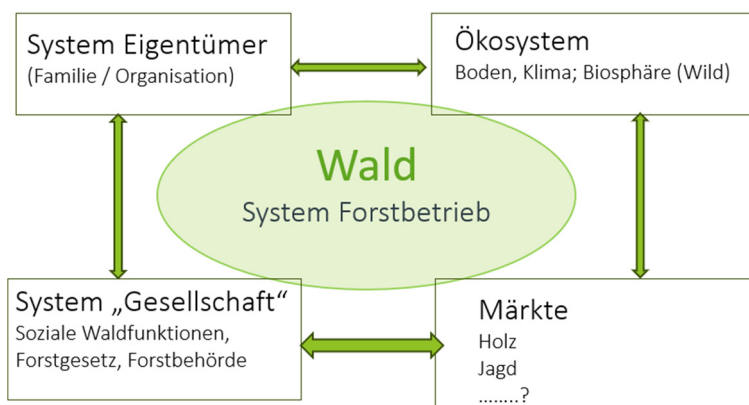 System Eigentümer
(Familie / Organisation)
Ökosystem
Boden, Klima; Biosphäre (Wild)
Wald
System Forstbetrieb
System „Gesellschaft“
Soziale Waldfunktionen,
Forstgesetz, Forstbehörde
Märkte
Holz
Jagd
……..?